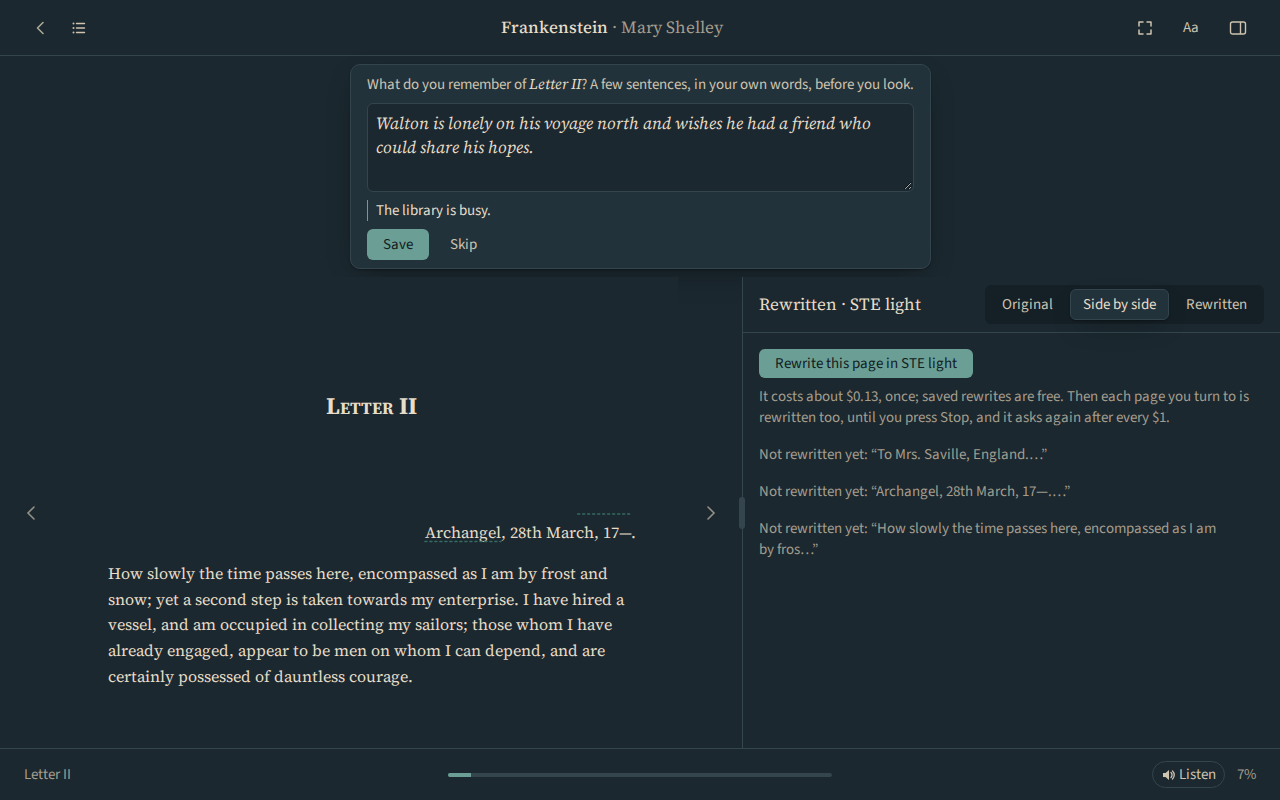 Frankenstein · Mary Shelley
Aa
What do you remember of Letter II? A few sentences, in your own words, before you look.
Walton is lonely on his voyage north and wishes he had a friend who
could share his hopes.
The library is busy.
Save
Skip
Rewritten · STE light
Original
Side by side
Rewritten
Rewrite this page in STE light
It costs about $0.13, once; saved rewrites are free. Then each page you turn to is
rewritten too, until you press Stop, and it asks again after every $1.
Not rewritten yet: “To Mrs. Saville, England.…”
Not rewritten yet: “Archangel, 28th March, 17—.…”
Not rewritten yet: “How slowly the time passes here, encompassed as I am
by fros…”
Letter II
Archangel, 28th March, 17—.
How slowly the time passes here, encompassed as I am by frost and
snow; yet a second step is taken towards my enterprise. I have hired a
vessel, and am occupied in collecting my sailors; those whom I have
already engaged, appear to be men on whom I can depend, and are
certainly possessed of dauntless courage.
Letter II
Listen
7%